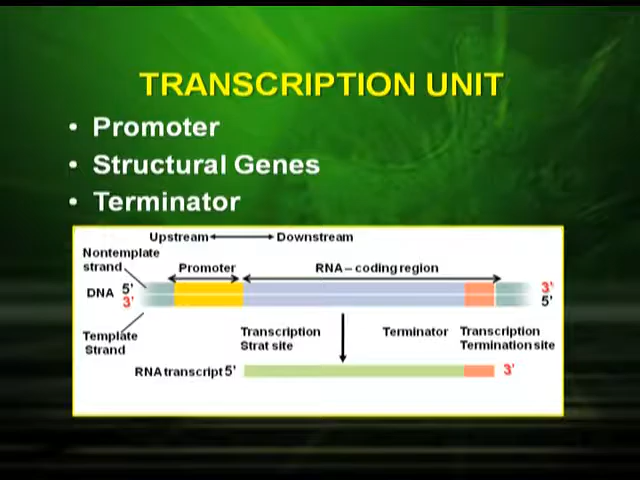 TRANSCRIPTION UNIT
• Promoter
• Structural Genes
• Terminator
Upstream Downstream
Nontemplate
strand
Promoter RNA – coding region
DNA 5' 3'
3' 5'
Template
Strand
Transcription Terminator Transcription
Strat site Termination site
RNA transcript 5' 3'